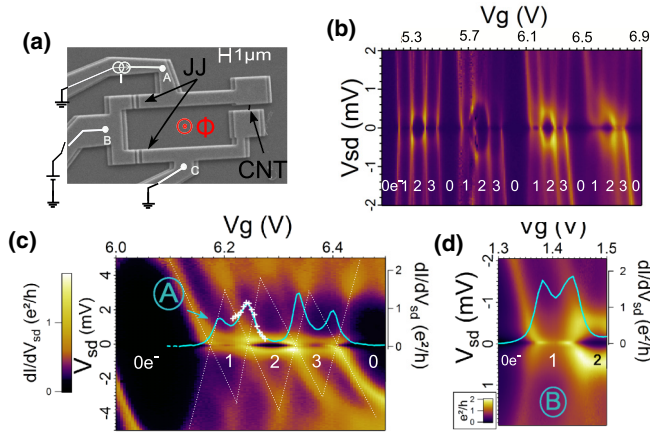 (a)
1μm
JJ
I
A
B
C
Φ
CNT
(b)
Vg (V)
5.3 5.7 6.1 6.5 6.9
Vsd (mV)
2
1
0
-1
-2
0e⁻ 1 2 3 0 1 2 3 0 1 2 3 0 1 2 3 0
(c)
Vg (V)
6.0 6.2 6.4
dI/dVsd (e²/h)
1
0
Vsd (mV)
4
2
0
-2
-4
A
0e⁻ 1 2 3 0
2
1
0
dI/dVsd (e²/h)
(d)
Vg (V)
1.3 1.4 1.5
Vsd (mV)
-2
-1
0
1
0e⁻ 1 2
B
e²/h
2
1
0
2
1
0
dI/dVsd (e²/h)